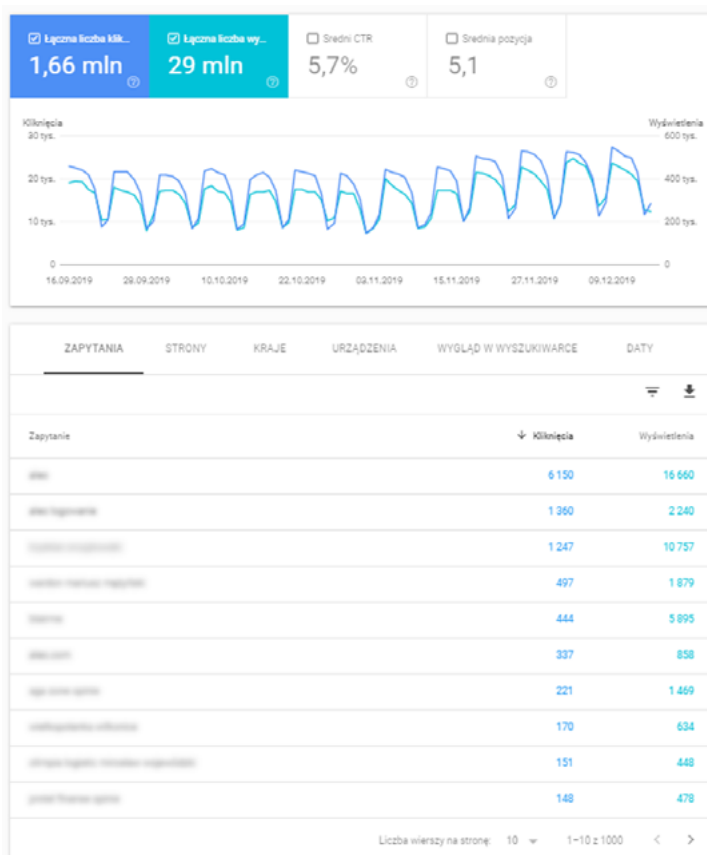 Łączna liczba klik...
1,66 mln
Łączna liczba wy...
29 mln
Średni CTR
5,7%
Średnia pozycja
5,1
Kliknięcia
Wyświetlenia
30 tys.
600 tys.
20 tys.
400 tys.
10 tys.
200 tys.
0
0
16.09.2019 28.09.2019 10.10.2019 22.10.2019 03.11.2019 15.11.2019 27.11.2019 09.12.2019
ZAPYTANIA STRONY KRAJE URZĄDZENIA WYGLĄD W WYSZUKIWARCE DATY
Zapytanie Kliknięcia Wyświetlenia
6 150 16 660
1 360 2 240
1 247 10 757
497 1 879
444 5 895
337 858
221 1 469
170 634
151 448
148 478
Liczba wierszy na stronę: 10 1–10 z 1000